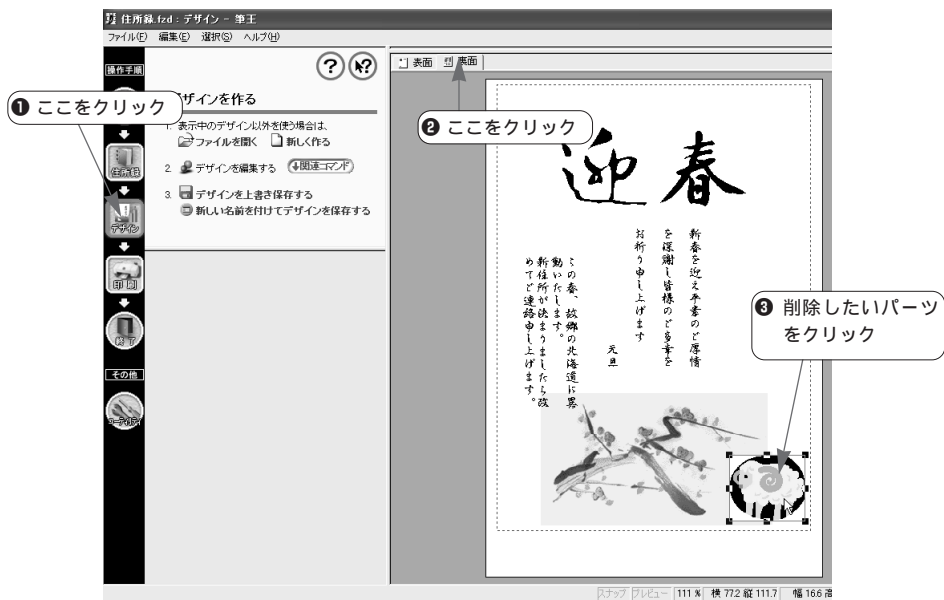 住所録.fzd : デザイン - 筆王
ファイル(F) 編集(E) 選択(S) ヘルプ(H)
操作手順
❶ ここをクリック
住所録
デザイン
印刷
終了
その他
ユーティリティ
ザインを作る
1. 表示中のデザイン以外を使う場合は、
ファイルを開く 新しく作る
2. デザインを編集する (↓関連コマンド)
3. デザインを上書き保存する
新しい名前を付けてデザインを保存する
表面 裏面
❷ ここをクリック
迎春
新春を迎え平素のご厚情
を深謝し皆様のご多幸を
お祈り申し上げます
元旦
この春、故郷の北海道に異
動いたします。
新住所が決まりましたら改
めてご連絡申し上げます。
❸ 削除したいパーツ
をクリック
スナップ プレビュー 111 % 横 77.2 縦 111.7 幅 16.6 高